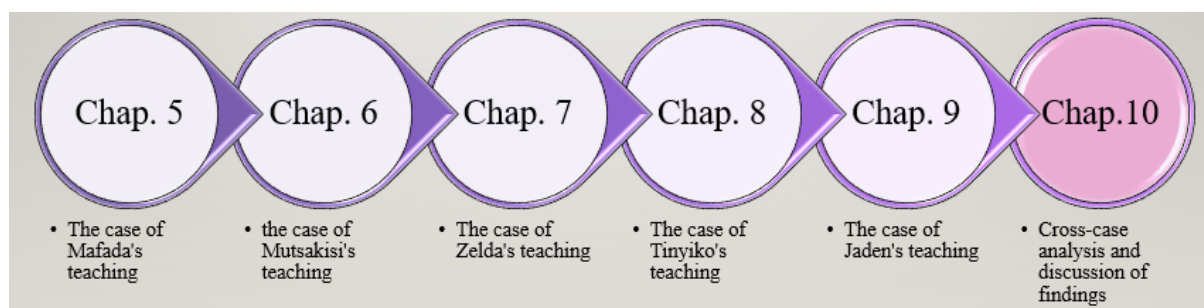 Chap. 5
Chap. 6
Chap. 7
Chap. 8
Chap. 9
Chap.10
• The case of
Mafada's
teaching
• the case of
Mutsakisi's
teaching
• The case of
Zelda's teaching
• The case of
Tinyiko's
teaching
• The case of
Jaden's teaching
• Cross-case
analysis and
discussion of
findings